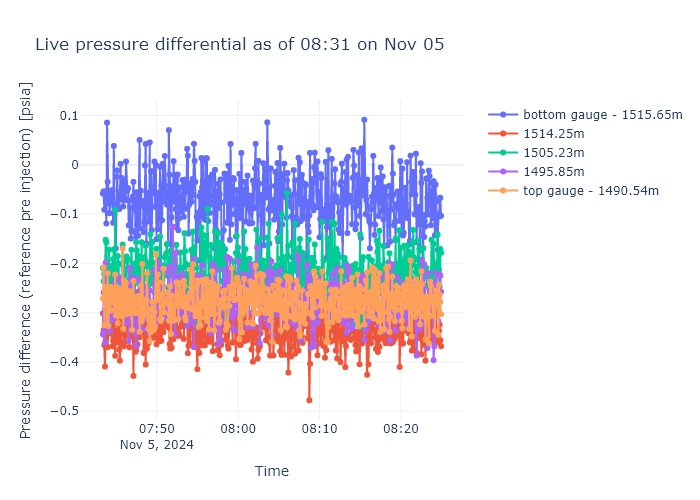 Live pressure differential as of 08:31 on Nov 05
Pressure difference (reference pre injection) [psia]
0.1
0
−0.1
−0.2
−0.3
−0.4
−0.5
07:50
Nov 5, 2024
08:00
08:10
08:20
Time
bottom gauge - 1515.65m
1514.25m
1505.23m
1495.85m
top gauge - 1490.54m